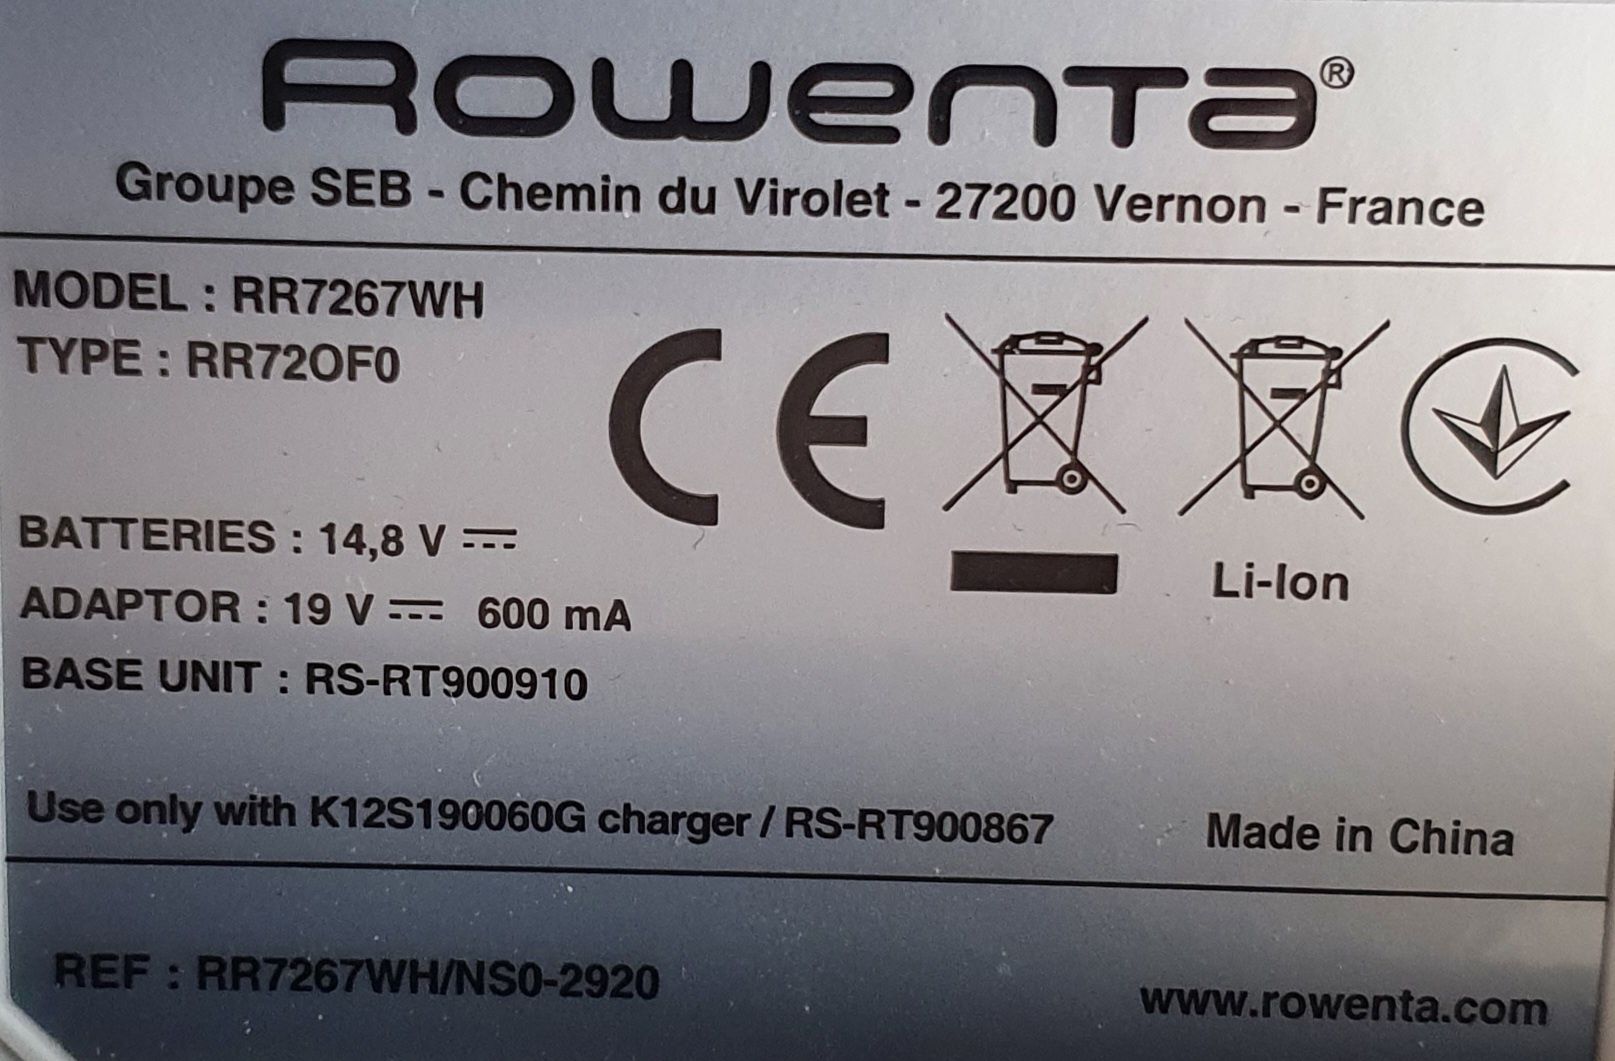 Rowenta®
Groupe SEB - Chemin du Virolet - 27200 Vernon - France
MODEL : RR7267WH
TYPE : RR72OF0
CE
BATTERIES : 14,8 V ⎓
ADAPTOR : 19 V ⎓ 600 mA
Li-Ion
BASE UNIT : RS-RT900910
Use only with K12S190060G charger / RS-RT900867
Made in China
REF : RR7267WH/NS0-2920
www.rowenta.com